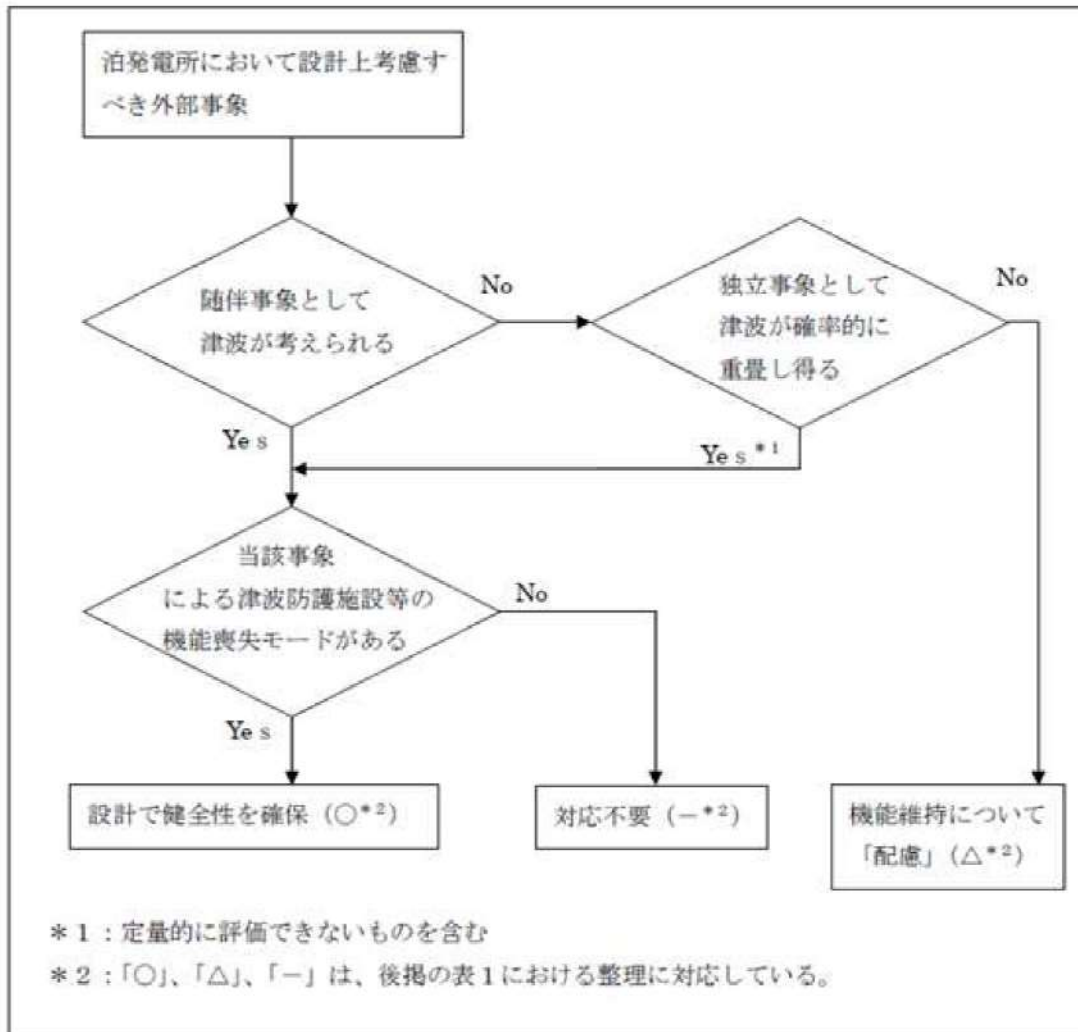 泊発電所において設計上考慮す
べき外部事象
随伴事象として
津波が考えられる
No
独立事象として
津波が確率的に
重畳し得る
No
Yes
Yes*1
当該事象
による津波防護施設等の
機能喪失モードがある
No
Yes
設計で健全性を確保(○*2)
対応不要(-*2)
機能維持について
「配慮」(△*2)
*1:定量的に評価できないものを含む
*2:「○」、「△」、「-」は、後掲の表1における整理に対応している。